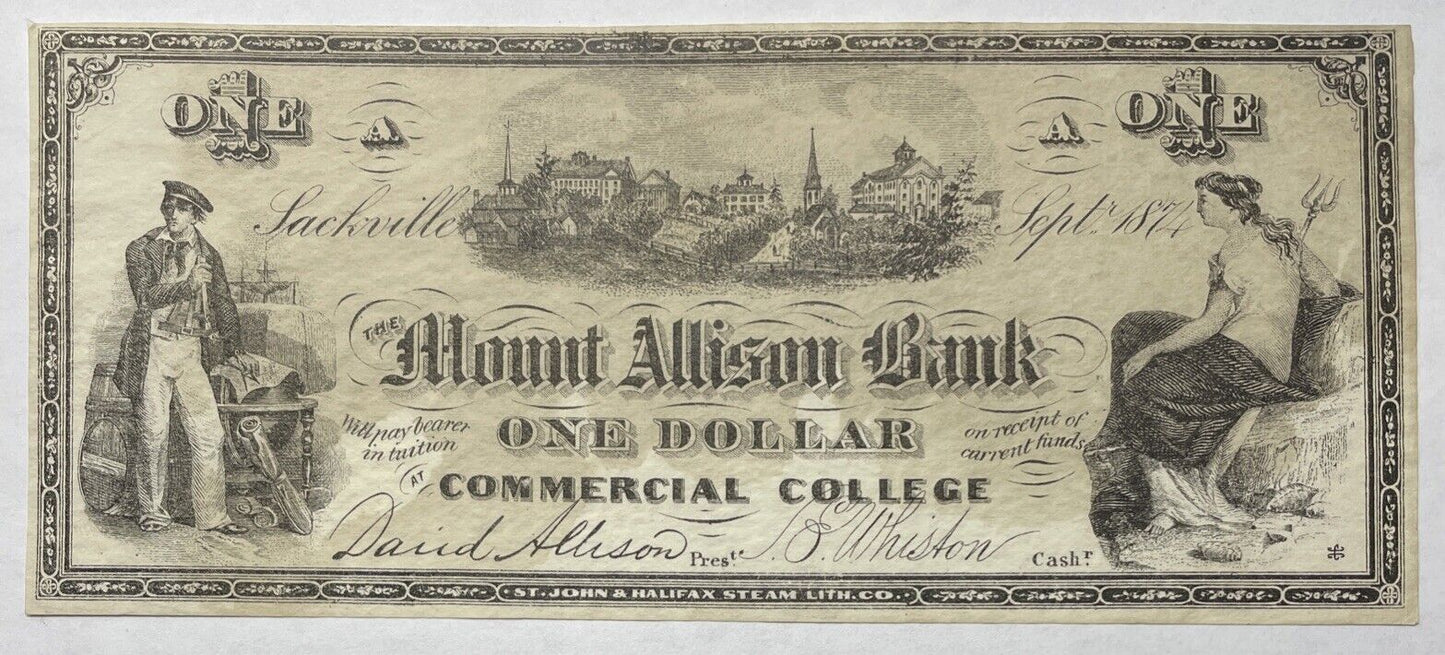 ONE A A ONE
Sackville Septr. 1874
THE Mount Allison Bank
Will pay bearer in tuition
ONE DOLLAR
on receipt of current funds
AT COMMERCIAL COLLEGE
David Allison Prest. S. E. Whiston Cashr
ST. JOHN & HALIFAX STEAM LITH. CO.